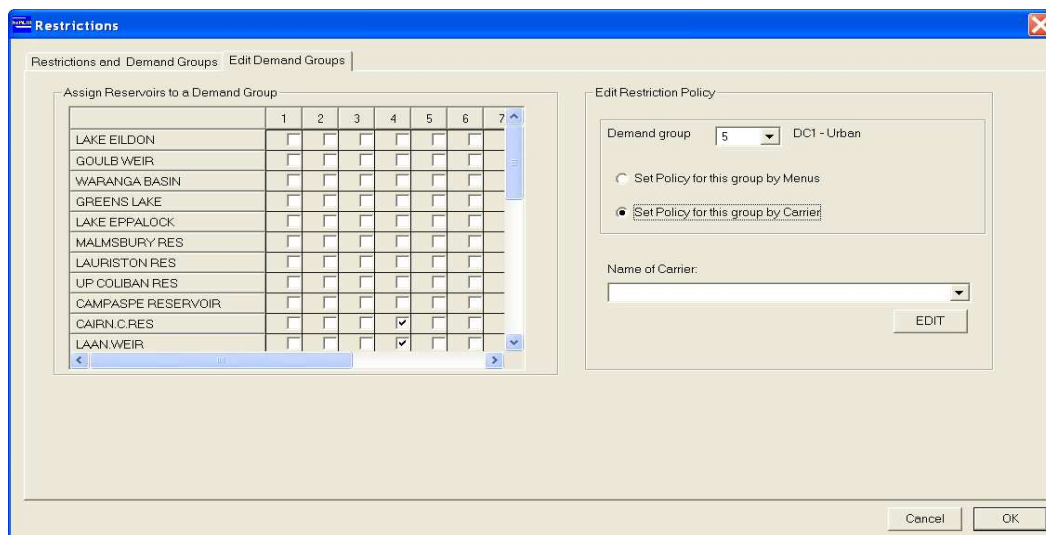 Restrictions
Restrictions and Demand Groups Edit Demand Groups
Assign Reservoirs to a Demand Group
1 2 3 4 5 6 7
LAKE EILDON
GOULB WEIR
WARANGA BASIN
GREENS LAKE
LAKE EPPALOCK
MALMSBURY RES
LAURISTON RES
UP COLIBAN RES
CAMPASPE RESERVOIR
CAIRN.C.RES
LAAN.WEIR
Edit Restriction Policy
Demand group 5 DC1 - Urban
Set Policy for this group by Menus
Set Policy for this group by Carrier
Name of Carrier:
EDIT
Cancel OK